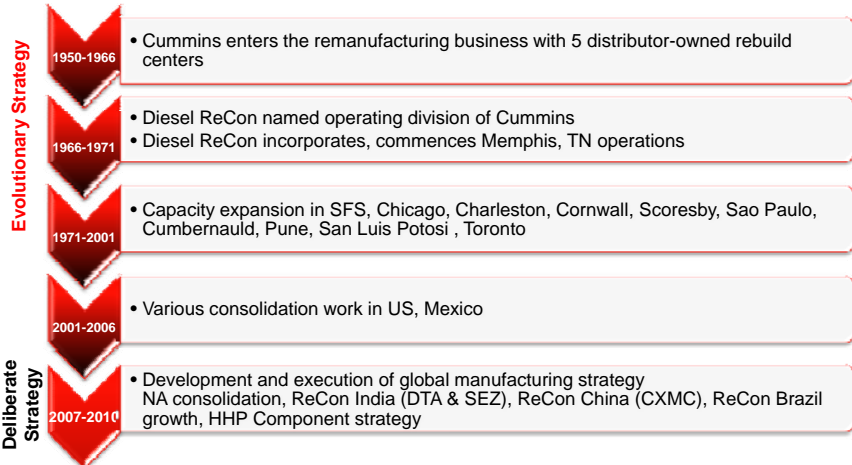 Evolutionary Strategy
1950-1966
• Cummins enters the remanufacturing business with 5 distributor-owned rebuild
centers
1966-1971
• Diesel ReCon named operating division of Cummins
• Diesel ReCon incorporates, commences Memphis, TN operations
1971-2001
• Capacity expansion in SFS, Chicago, Charleston, Cornwall, Scoresby, Sao Paulo,
Cumbernauld, Pune, San Luis Potosi , Toronto
2001-2006
• Various consolidation work in US, Mexico
Deliberate
Strategy
2007-2010
• Development and execution of global manufacturing strategy
NA consolidation, ReCon India (DTA & SEZ), ReCon China (CXMC), ReCon Brazil
growth, HHP Component strategy